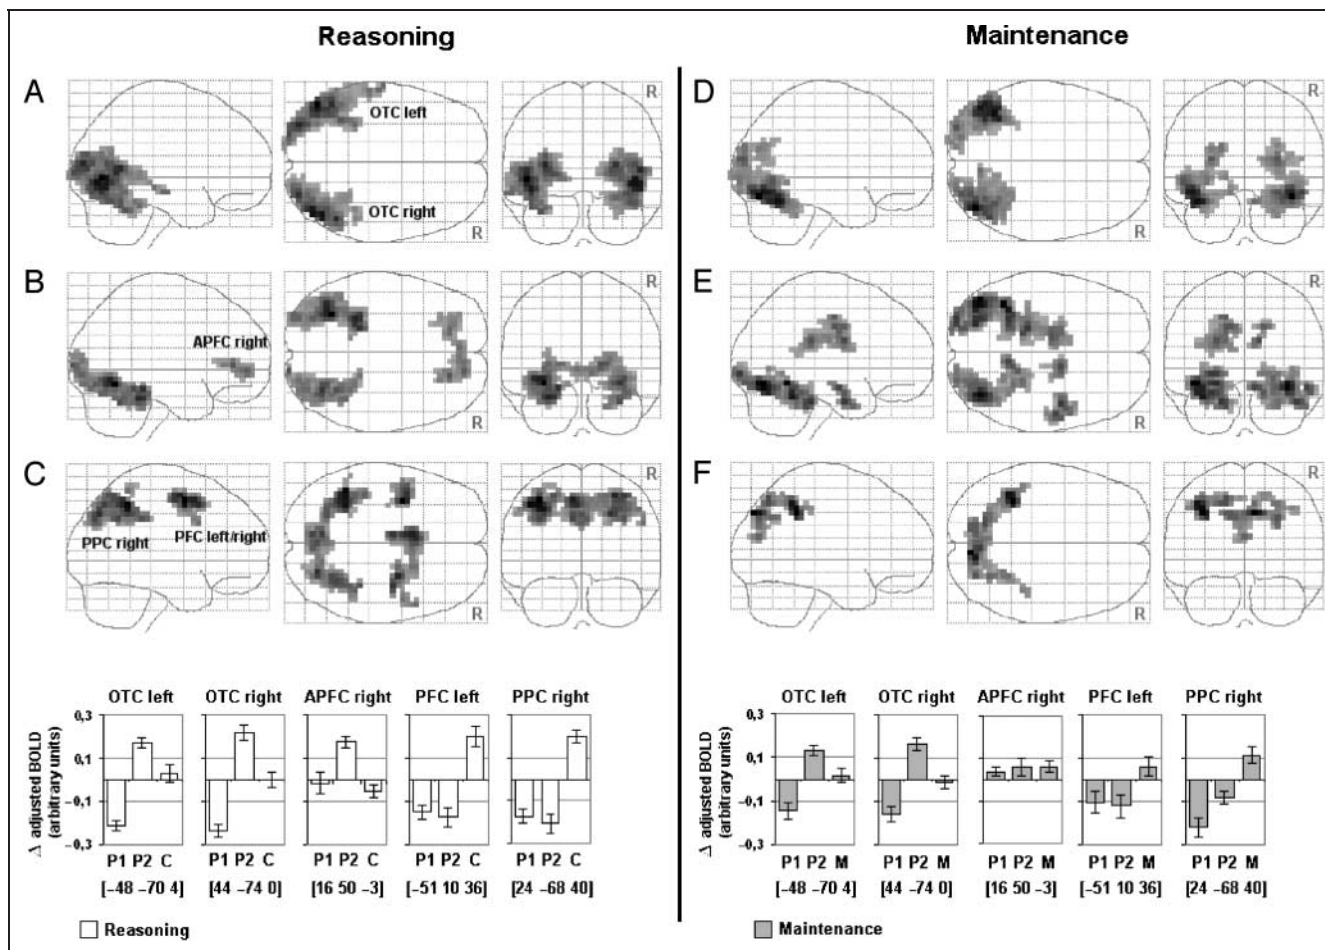 Reasoning
Maintenance
A
OTC left
OTC right
R
R
B
APFC right
R
R
C
PPC right
PFC left/right
R
R
D
R
R
E
R
R
F
R
R
OTC left OTC right APFC right PFC left PPC right
Δ adjusted BOLD
(arbitrary units)
0,3
0,1
−0,1
−0,3
P1 P2 C P1 P2 C P1 P2 C P1 P2 C P1 P2 C
[−48 −70 4] [44 −74 0] [16 50 −3] [−51 10 36] [24 −68 40]
Reasoning
OTC left OTC right APFC right PFC left PPC right
Δ adjusted BOLD
(arbitrary units)
0,3
0,1
−0,1
−0,3
P1 P2 M P1 P2 M P1 P2 M P1 P2 M P1 P2 M
[−48 −70 4] [44 −74 0] [16 50 −3] [−51 10 36] [24 −68 40]
Maintenance